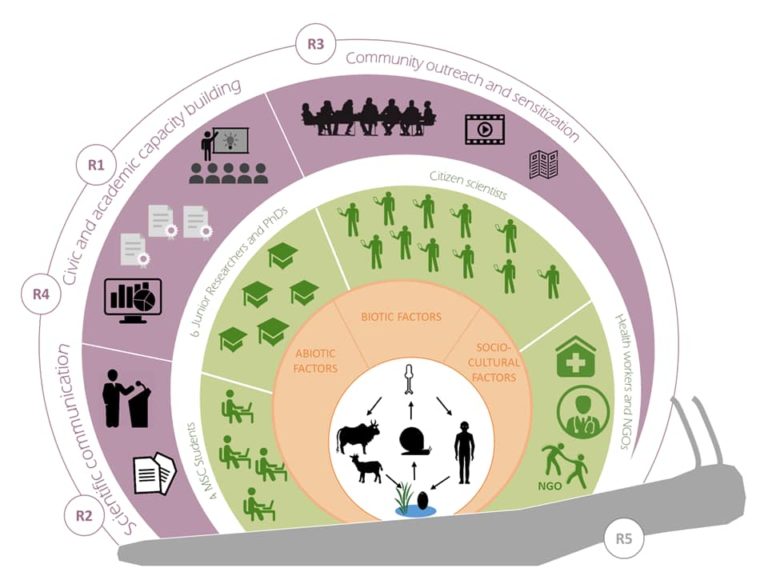 R3
Community outreach and sensitization
Civic and academic capacity building
R1
Citizen scientists
6 Junior Researchers and PhDs
R4
BIOTIC FACTORS
ABIOTIC
FACTORS
SOCIO-
CULTURAL
FACTORS
Health workers and NGOs
Scientific communication
4 MSC Students
NGO
R2
R5